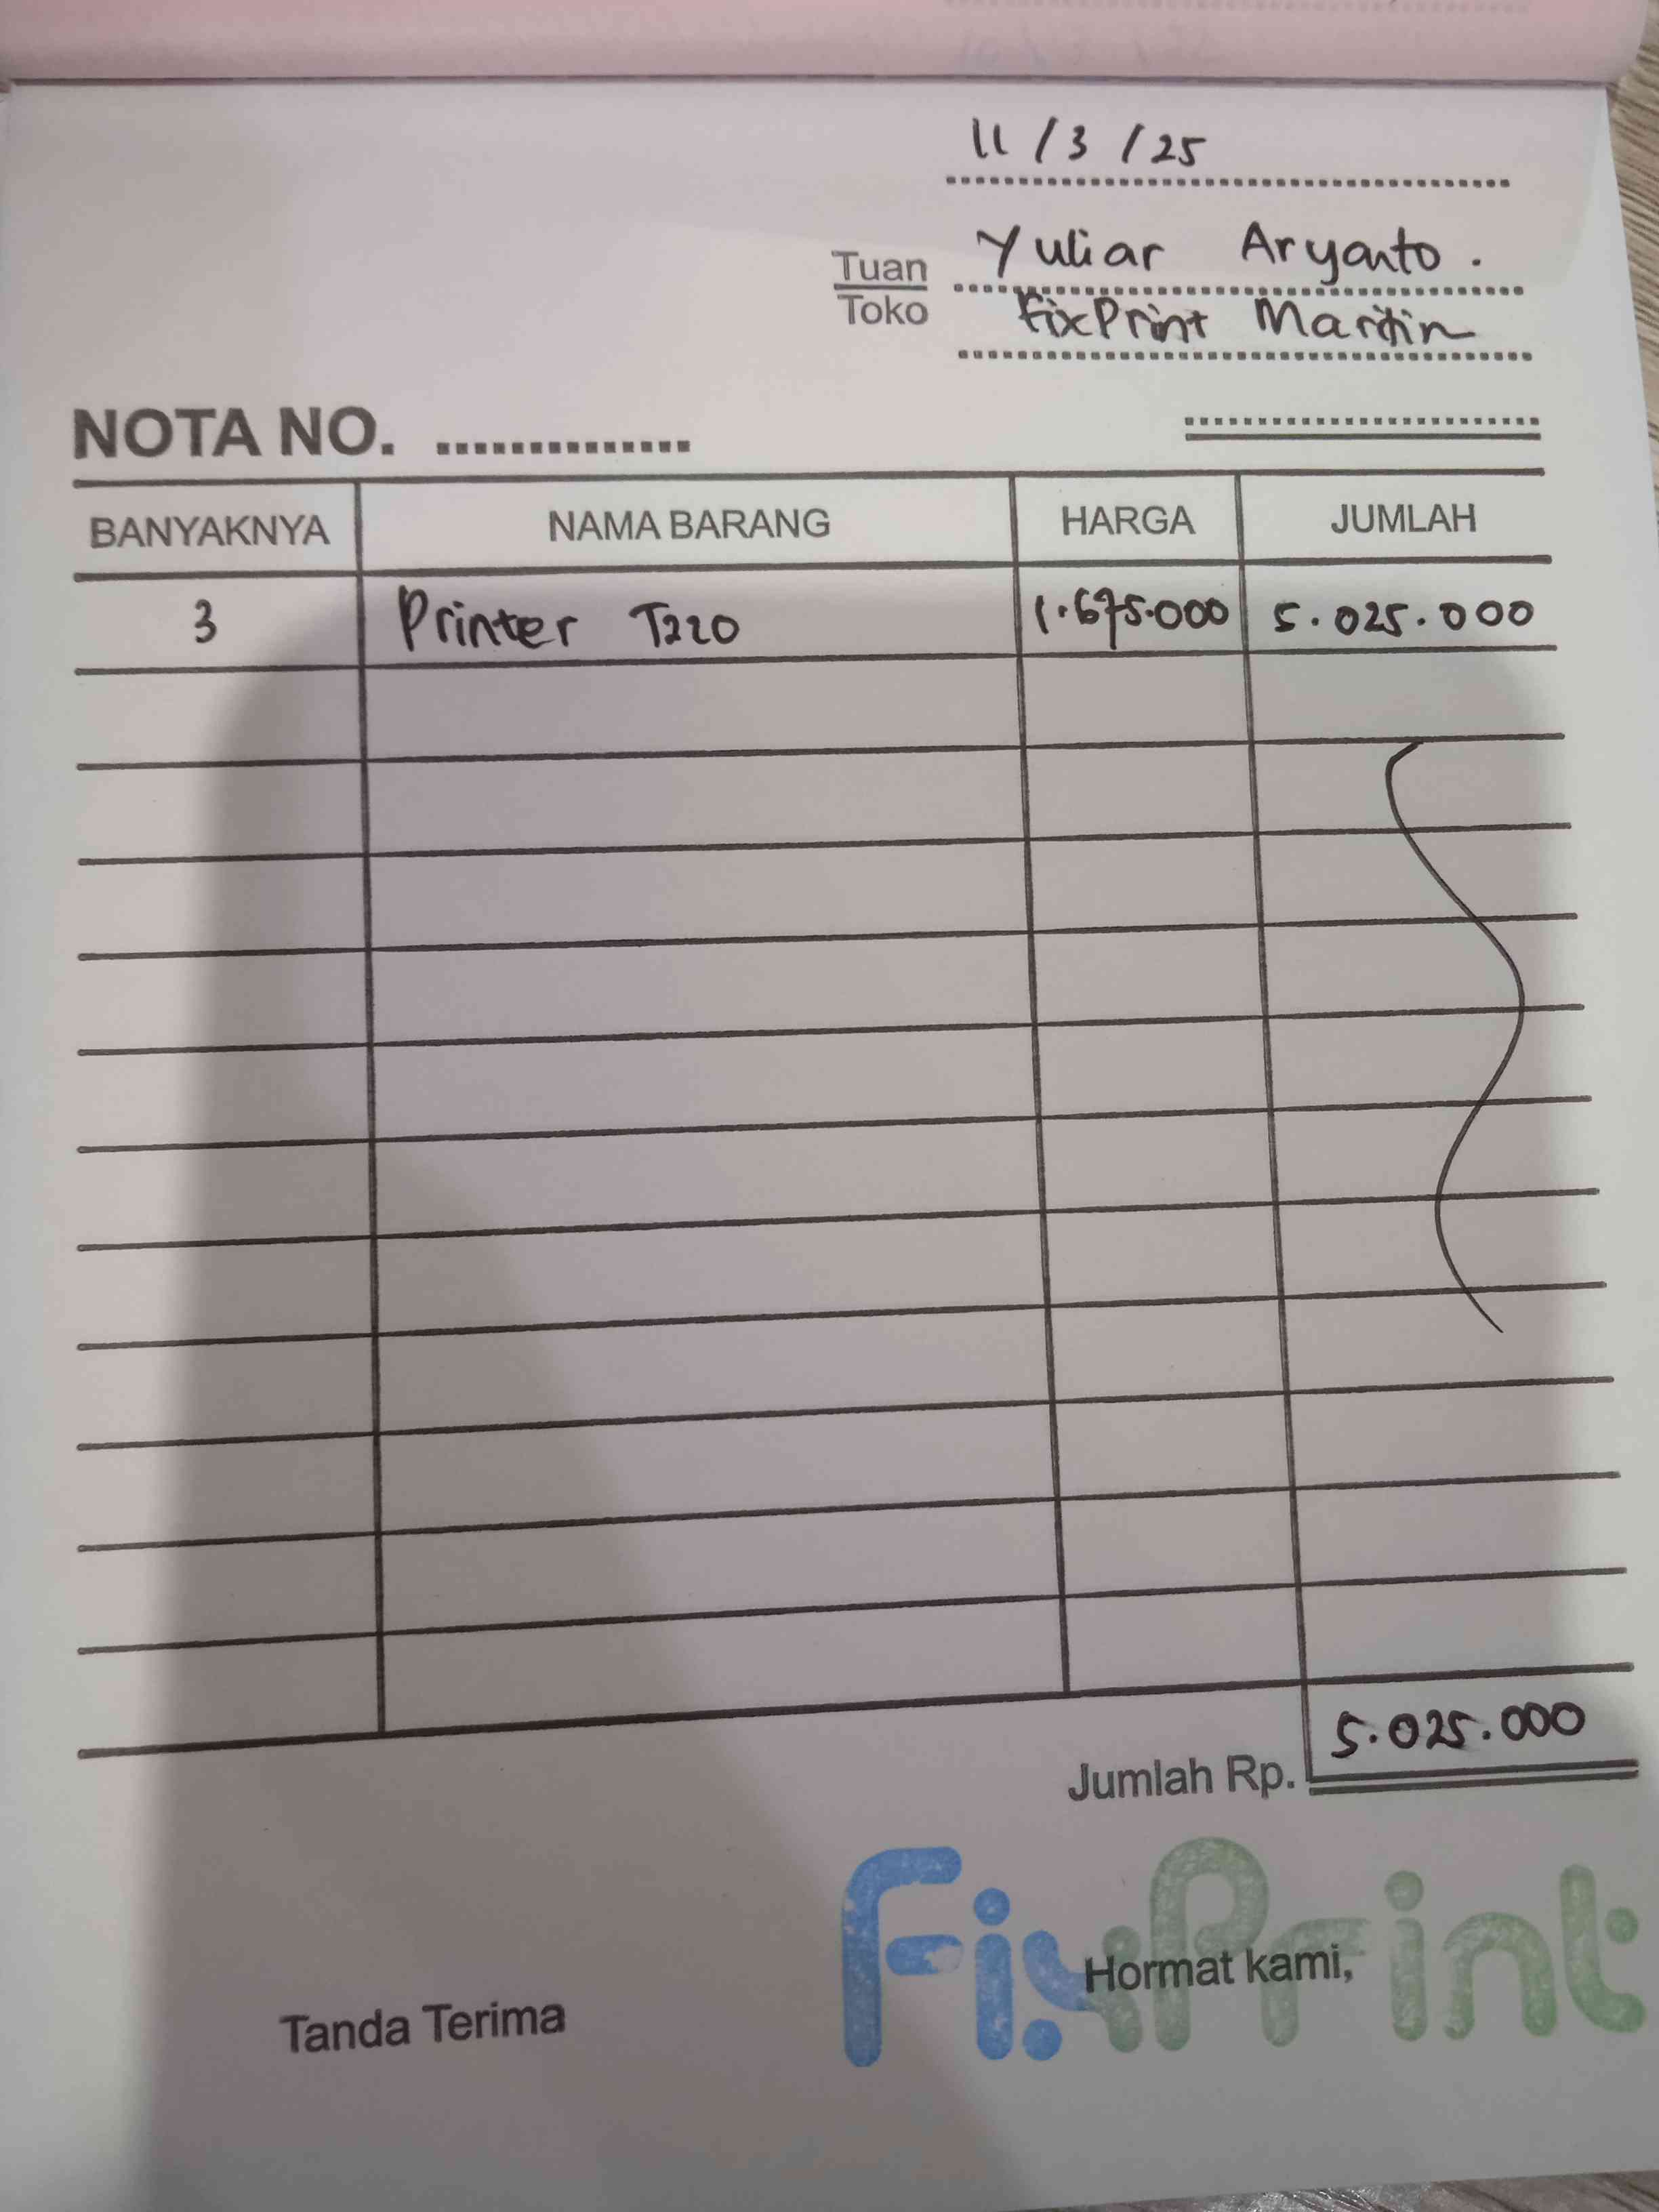 11 / 3 / 25
Tuan
Toko
Yuliar Aryanto.
FixPrint
NOTA NO.
BANYAKNYA NAMA BARANG HARGA JUMLAH
3 Printer T220 1.675.000 5.025.000
Jumlah Rp. 5.025.000
FixPrint
Tanda Terima Hormat kami,